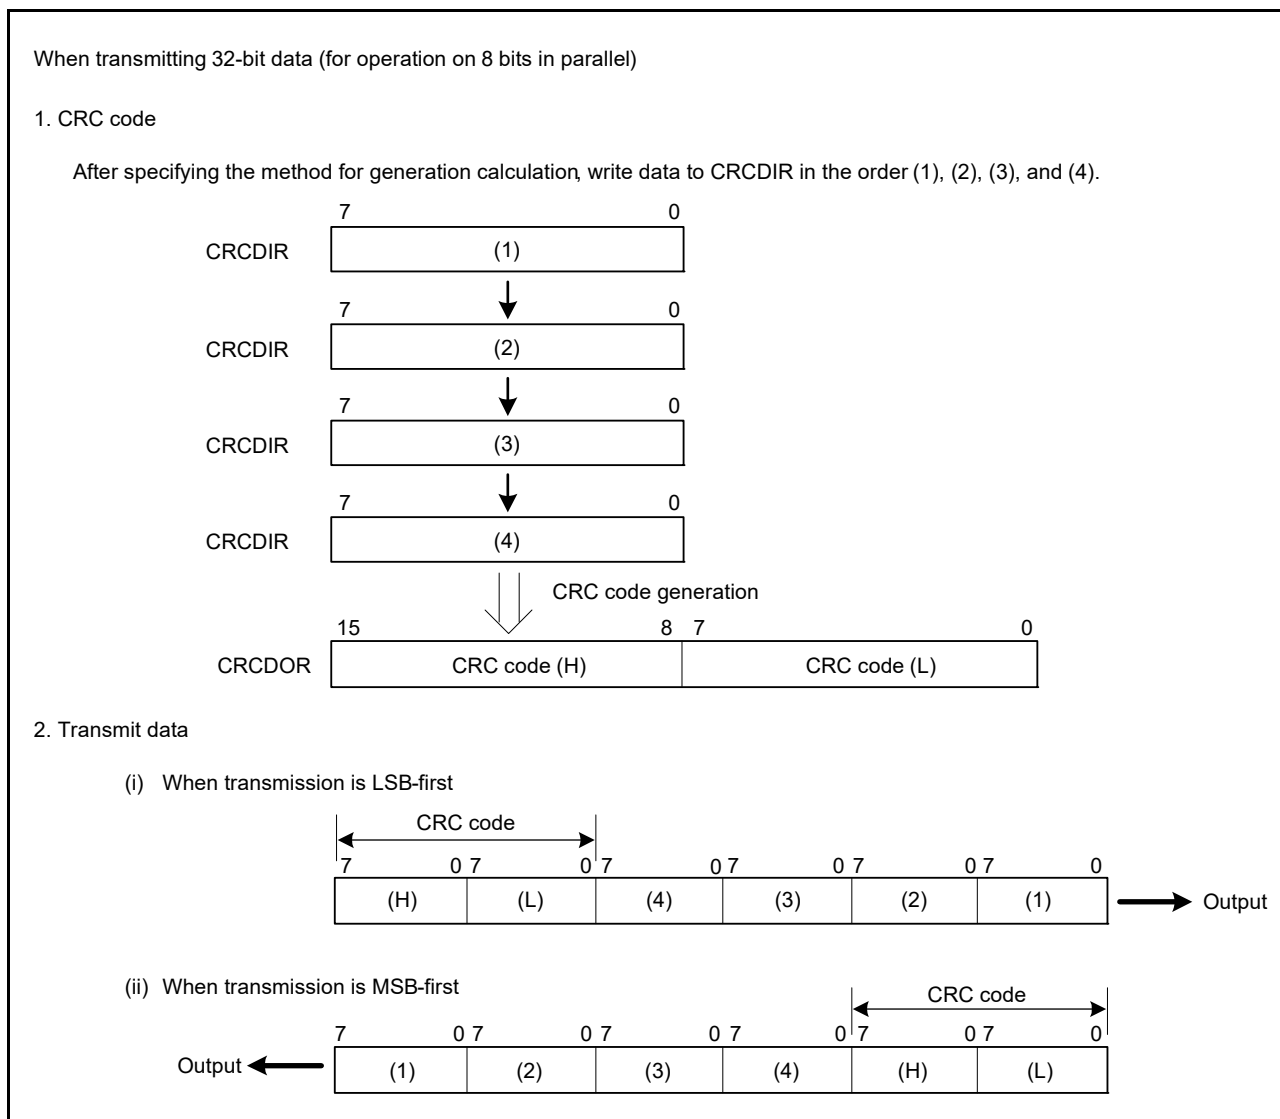 When transmitting 32-bit data (for operation on 8 bits in parallel)
1. CRC code
After specifying the method for generation calculation, write data to CRCDIR in the order (1), (2), (3), and (4).
7 0
CRCDIR (1)
7 0
CRCDIR (2)
7 0
CRCDIR (3)
7 0
CRCDIR (4)
CRC code generation
15 8 7 0
CRCDOR CRC code (H) CRC code (L)
2. Transmit data
(i) When transmission is LSB-first
CRC code
7 0 7 0 7 0 7 0 7 0 7 0
(H) (L) (4) (3) (2) (1) Output
(ii) When transmission is MSB-first
CRC code
7 0 7 0 7 0 7 0 7 0 7 0
Output (1) (2) (3) (4) (H) (L)